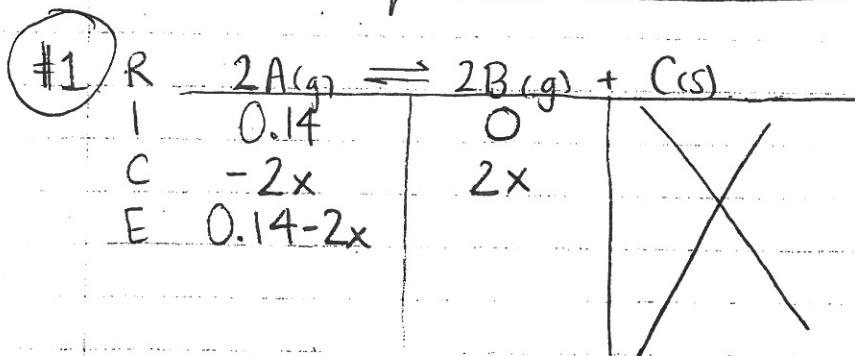 #1 R 2A(g) ⇌ 2B(g) + C(s)
I 0.14 0
C -2x 2x
E 0.14-2x